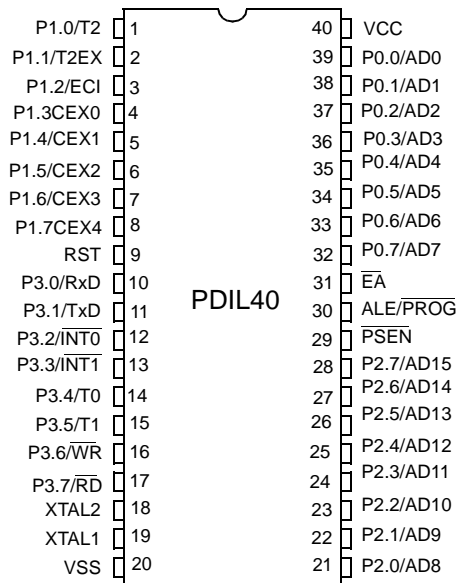 P1.0/T2 1 40 VCC
P1.1/T2EX 2 39 P0.0/AD0
P1.2/ECI 3 38 P0.1/AD1
P1.3CEX0 4 37 P0.2/AD2
P1.4/CEX1 5 36 P0.3/AD3
P1.5/CEX2 6 35 P0.4/AD4
P1.6/CEX3 7 34 P0.5/AD5
P1.7CEX4 8 33 P0.6/AD6
RST 9 32 P0.7/AD7
P3.0/RxD 10 31 EA
P3.1/TxD 11 PDIL40 30 ALE/PROG
P3.2/INT0 12 29 PSEN
P3.3/INT1 13 28 P2.7/AD15
P3.4/T0 14 27 P2.6/AD14
P3.5/T1 15 26 P2.5/AD13
P3.6/WR 16 25 P2.4/AD12
P3.7/RD 17 24 P2.3/AD11
XTAL2 18 23 P2.2/AD10
XTAL1 19 22 P2.1/AD9
VSS 20 21 P2.0/AD8